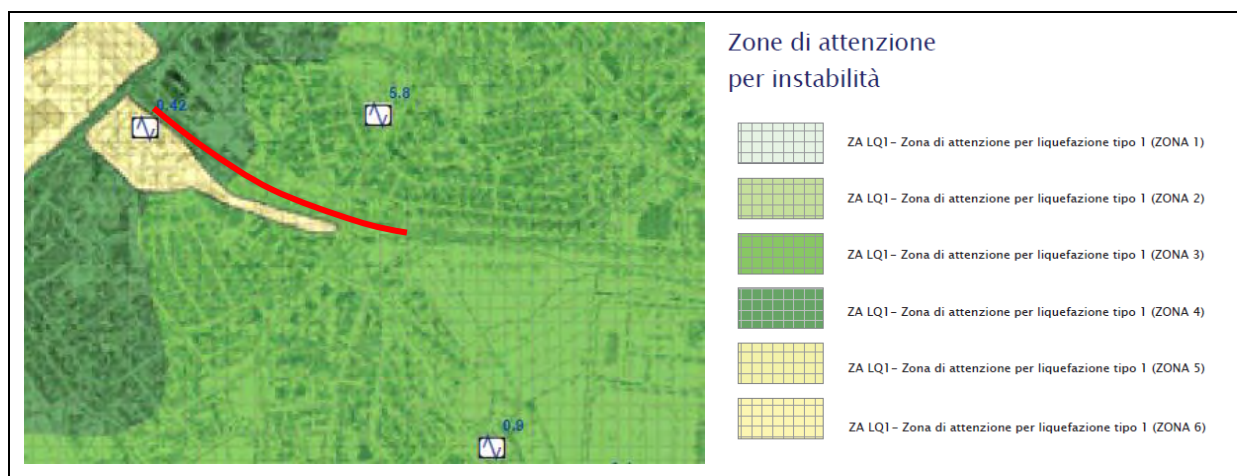 Zone di attenzione
per instabilità
0.42
5.8
0.9
ZA LQ1- Zona di attenzione per liquefazione tipo 1 (ZONA 1)
ZA LQ1- Zona di attenzione per liquefazione tipo 1 (ZONA 2)
ZA LQ1- Zona di attenzione per liquefazione tipo 1 (ZONA 3)
ZA LQ1- Zona di attenzione per liquefazione tipo 1 (ZONA 4)
ZA LQ1- Zona di attenzione per liquefazione tipo 1 (ZONA 5)
ZA LQ1- Zona di attenzione per liquefazione tipo 1 (ZONA 6)